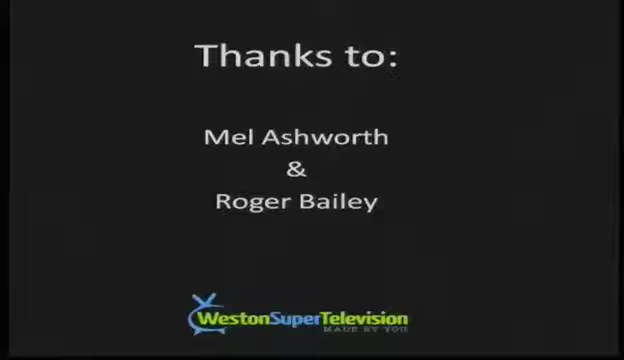 Thanks to:
Mel Ashworth
&
Roger Bailey
WestonSuperTelevision
MADE BY YOU